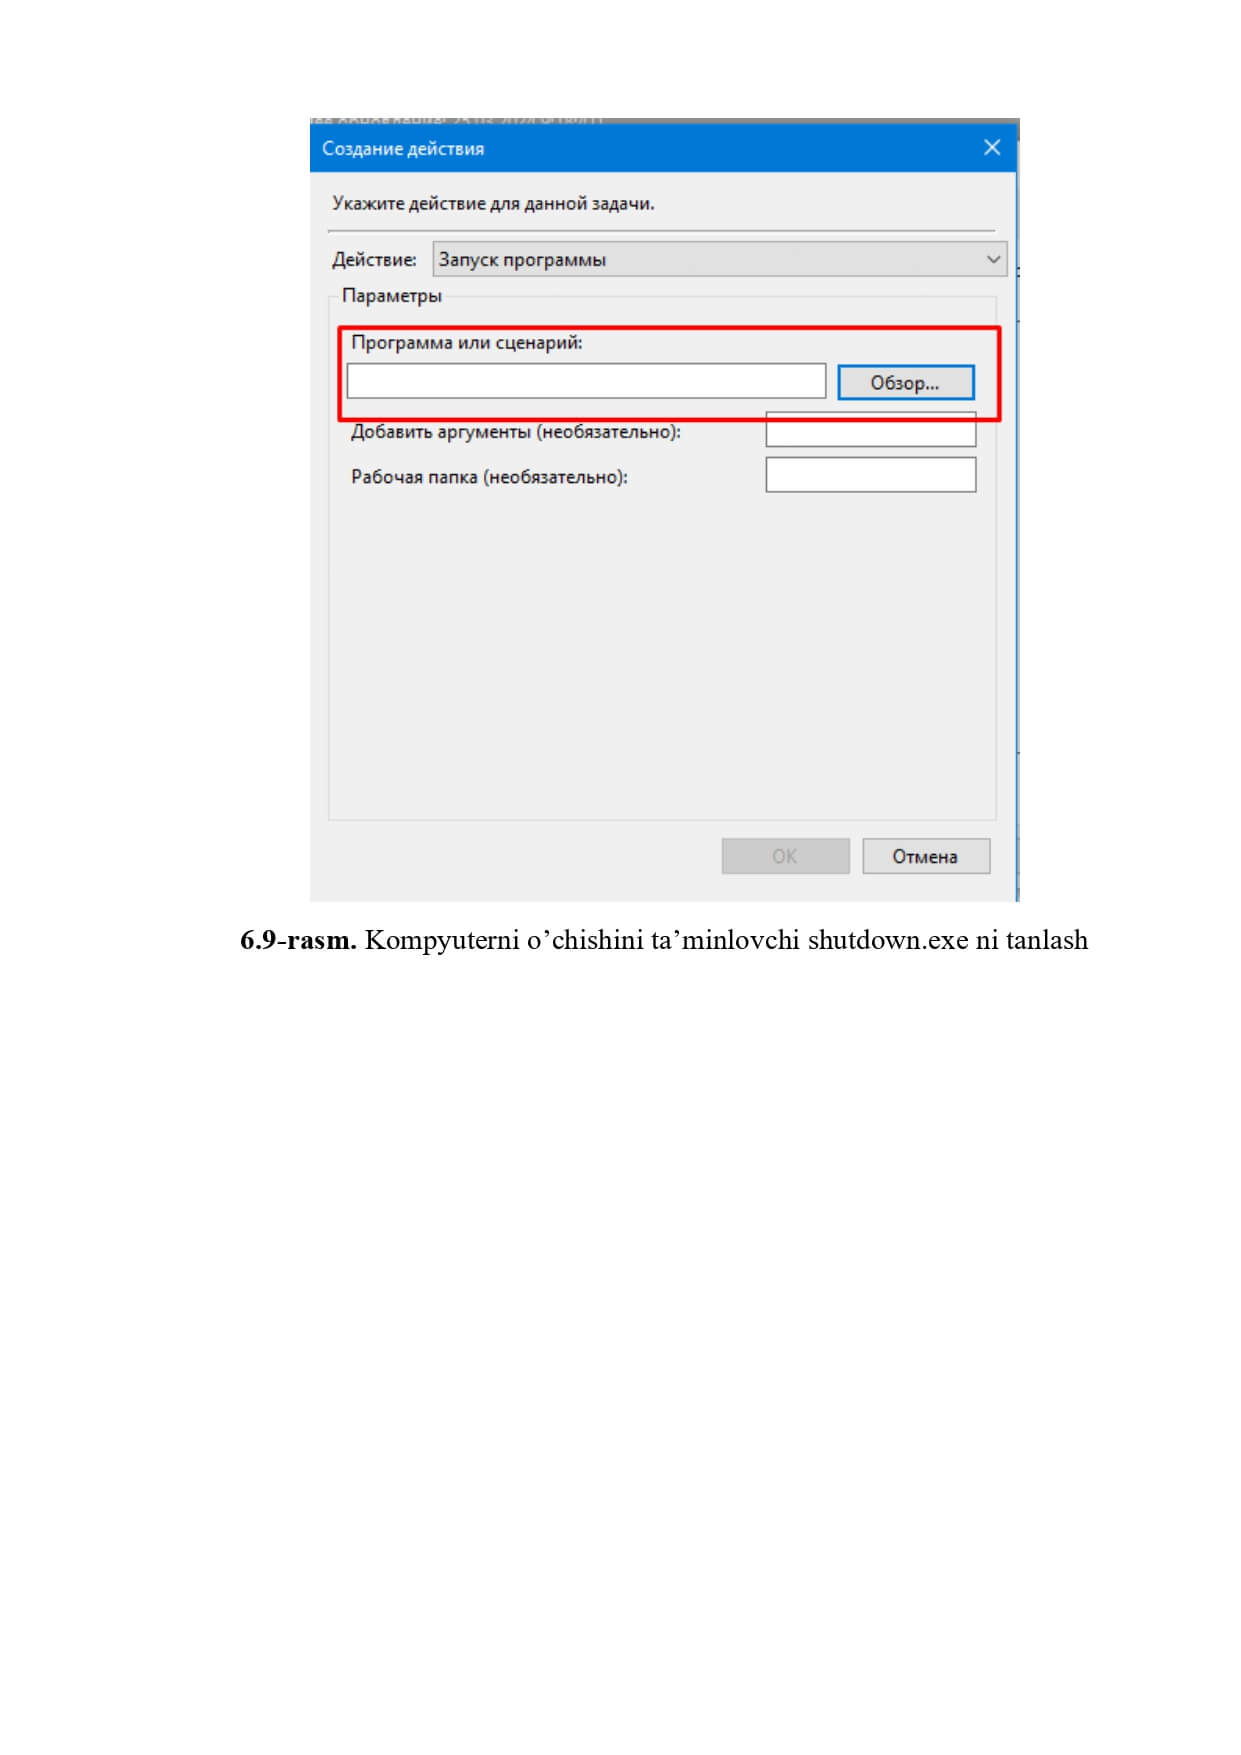 Создание действия
Укажите действие для данной задачи.
Действие: Запуск программы
Параметры
Программа или сценарий:
Обзор...
Добавить аргументы (необязательно):
Рабочая папка (необязательно):
OK Отмена
6.9-rasm. Kompyuterni o’chishini ta’minlovchi shutdown.exe ni tanlash